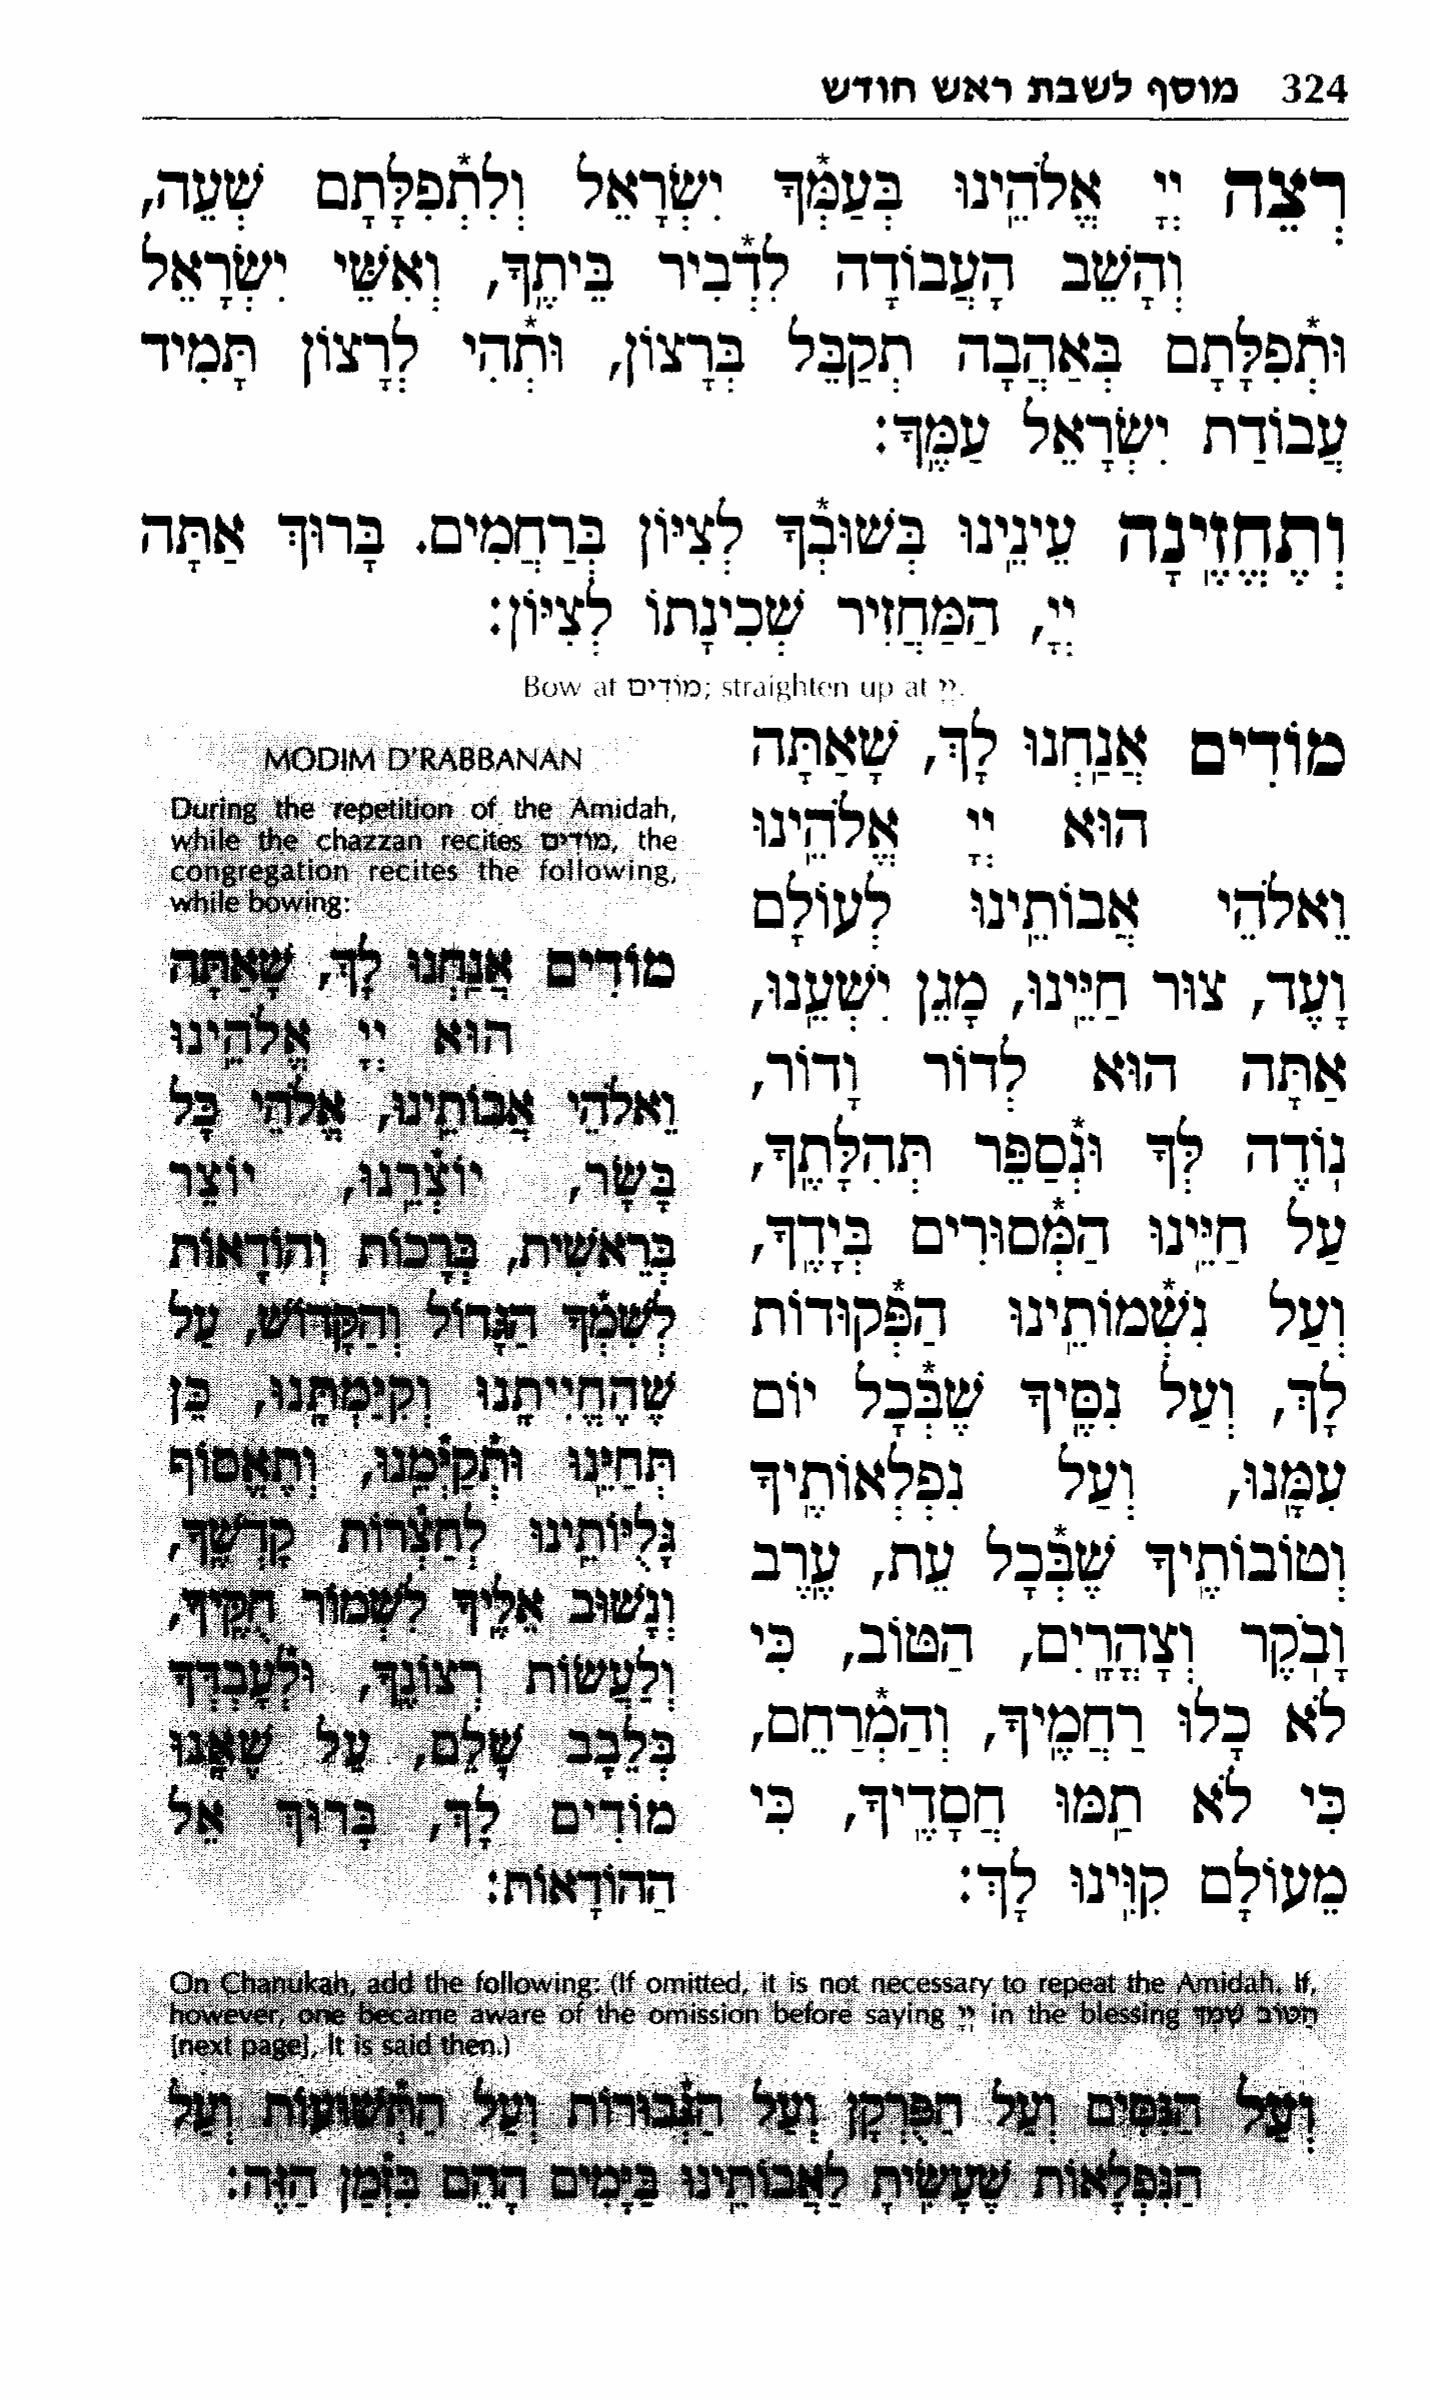 324 מוסף לשבת ראש חודש
רְצֵה יְיָ אֱלֹהֵֽינוּ בְּעַמְּ֯ךָ יִשְׂרָאֵל וְלִתְ֯פִלָּתָם שְׁעֵה,
וְהָשֵׁב הָעֲבוֹדָה לִדְ֯בִיר בֵּיתֶֽךָ, וְאִשֵּׁי יִשְׂרָאֵל
וּתְ֯פִלָּתָם בְּאַהֲבָה תְקַבֵּל בְּרָצוֹן, וּתְ֯הִי לְרָצוֹן תָּמִיד
עֲבוֹדַת יִשְׂרָאֵל עַמֶּֽךָ:
וְתֶחֱזֶֽינָה עֵינֵֽינוּ בְּשׁוּבְ֯ךָ לְצִיּוֹן בְּרַחֲמִים. בָּרוּךְ אַתָּה
יְיָ, הַמַּחֲזִיר שְׁכִינָתוֹ לְצִיּוֹן:
Bow at מוֹדִים; straighten up at יְיָ.
מוֹדִים אֲנַֽחְנוּ לָךְ, שָׁאַתָּה
הוּא יְיָ אֱלֹהֵֽינוּ
וֵאלֹהֵי אֲבוֹתֵֽינוּ לְעוֹלָם
וָעֶד, צוּר חַיֵּֽינוּ, מָגֵן יִשְׁעֵֽנוּ,
אַתָּה הוּא לְדוֹר וָדוֹר,
נֽוֹדֶה לְּךָ וּנְ֯סַפֵּר תְּהִלָּתֶֽךָ,
עַל חַיֵּֽינוּ הַמְּ֯סוּרִים בְּיָדֶֽךָ,
וְעַל נִשְׁמוֹתֵֽינוּ הַפְּ֯קוּדוֹת
לָךְ, וְעַל נִסֶּֽיךָ שֶׁבְּ֯כָל יוֹם
עִמָּֽנוּ, וְעַל נִפְלְאוֹתֶֽיךָ
וְטוֹבוֹתֶֽיךָ שֶׁבְּ֯כָל עֵת, עֶֽרֶב
וָבֹֽקֶר וְצָהֳרָֽיִם, הַטּוֹב, כִּי
לֹא כָלוּ רַחֲמֶֽיךָ, וְהַמְ֯רַחֵם,
כִּי לֹא תַֽמּוּ חֲסָדֶֽיךָ, כִּי
מֵעוֹלָם קִוִּֽינוּ לָךְ:
MODIM D'RABBANAN
During the repetition of the Amidah,
while the chazzan recites מוֹדִים, the
congregation recites the following,
while bowing:
מוֹדִים אֲנַֽחְנוּ לָךְ, שָׁאַתָּה
הוּא יְיָ אֱלֹהֵֽינוּ
וֵאלֹהֵי אֲבוֹתֵֽינוּ, אֱלֹהֵי כָּל
בָּשָׂר, יוֹצְ֯רֵֽנוּ, יוֹצֵר
בְּרֵאשִׁית, בְּרָכוֹת וְהוֹדָאוֹת
לְשִׁמְ֯ךָ הַגָּדוֹל וְהַקָּדוֹשׁ, עַל
שֶׁהֶחֱיִיתָֽנוּ וְקִיַּמְתָּֽנוּ, כֵּן
תְּחַיֵּֽנוּ וּתְ֯קַיְּ֯מֵֽנוּ, וְתֶאֱסוֹף
גָּלֻיּוֹתֵֽינוּ לְחַצְ֯רוֹת קָדְשֶֽׁךָ,
וְנָשׁוּב אֵלֶֽיךָ לִשְׁמוֹר חֻקֶּֽיךָ,
וְלַעֲשׂוֹת רְצוֹנֶֽךָ, וּלְ֯עָבְדְּךָ
בְּלֵבָב שָׁלֵם, עַל שֶׁאָֽנוּ
מוֹדִים לָךְ, בָּרוּךְ אֵל
הַהוֹדָאוֹת:
On Chanukah, add the following: (If omitted, it is not necessary to repeat the Amidah. If,
however, one became aware of the omission before saying יְיָ in the blessing הַטּוֹב שִׁמְךָ
[next page], it is said then.)
וְעַל הַנִּסִּים וְעַל הַפֻּרְקָן וְעַל הַגְּ֯בוּרוֹת וְעַל הַתְּ֯שׁוּעוֹת וְעַל
הַנִּפְלָאוֹת שֶׁעָשִֽׂיתָ לַאֲבוֹתֵֽינוּ בַּיָּמִים הָהֵם בִּזְּמַן הַזֶּה: